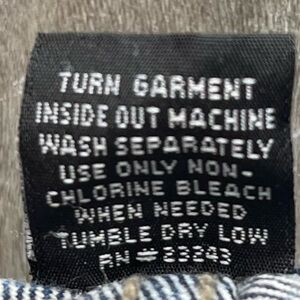 TURN GARMENT
INSIDE OUT MACHINE
WASH SEPARATELY
USE ONLY NON-
CHLORINE BLEACH
WHEN NEEDED
TUMBLE DRY LOW
RN # 23243